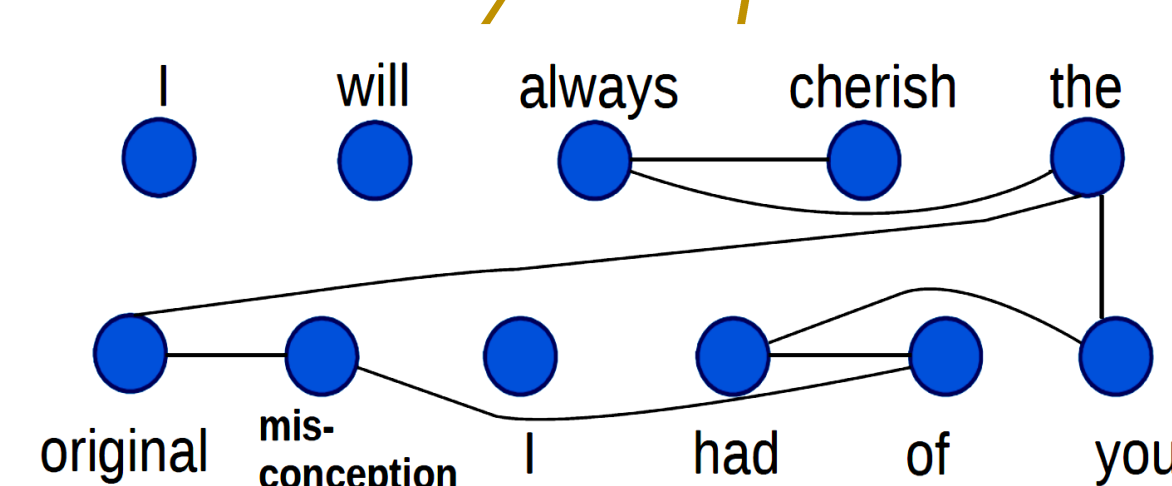 I will always cherish the
original mis-
conception I had of you